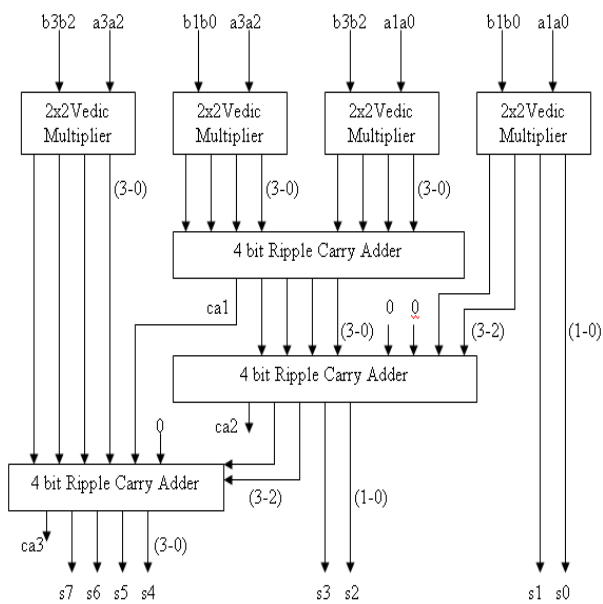 b3b2 a3a2 b1b0 a3a2 b3b2 a1a0 b1b0 a1a0
2x2Vedic Multiplier
2x2Vedic Multiplier
2x2Vedic Multiplier
2x2Vedic Multiplier
(3-0) (3-0) (3-0)
4 bit Ripple Carry Adder
ca1 (3-0) 0 0 (3-2) (1-0)
4 bit Ripple Carry Adder
ca2 0
4 bit Ripple Carry Adder (3-2) (1-0)
ca3 (3-0)
s7 s6 s5 s4 s3 s2 s1 s0